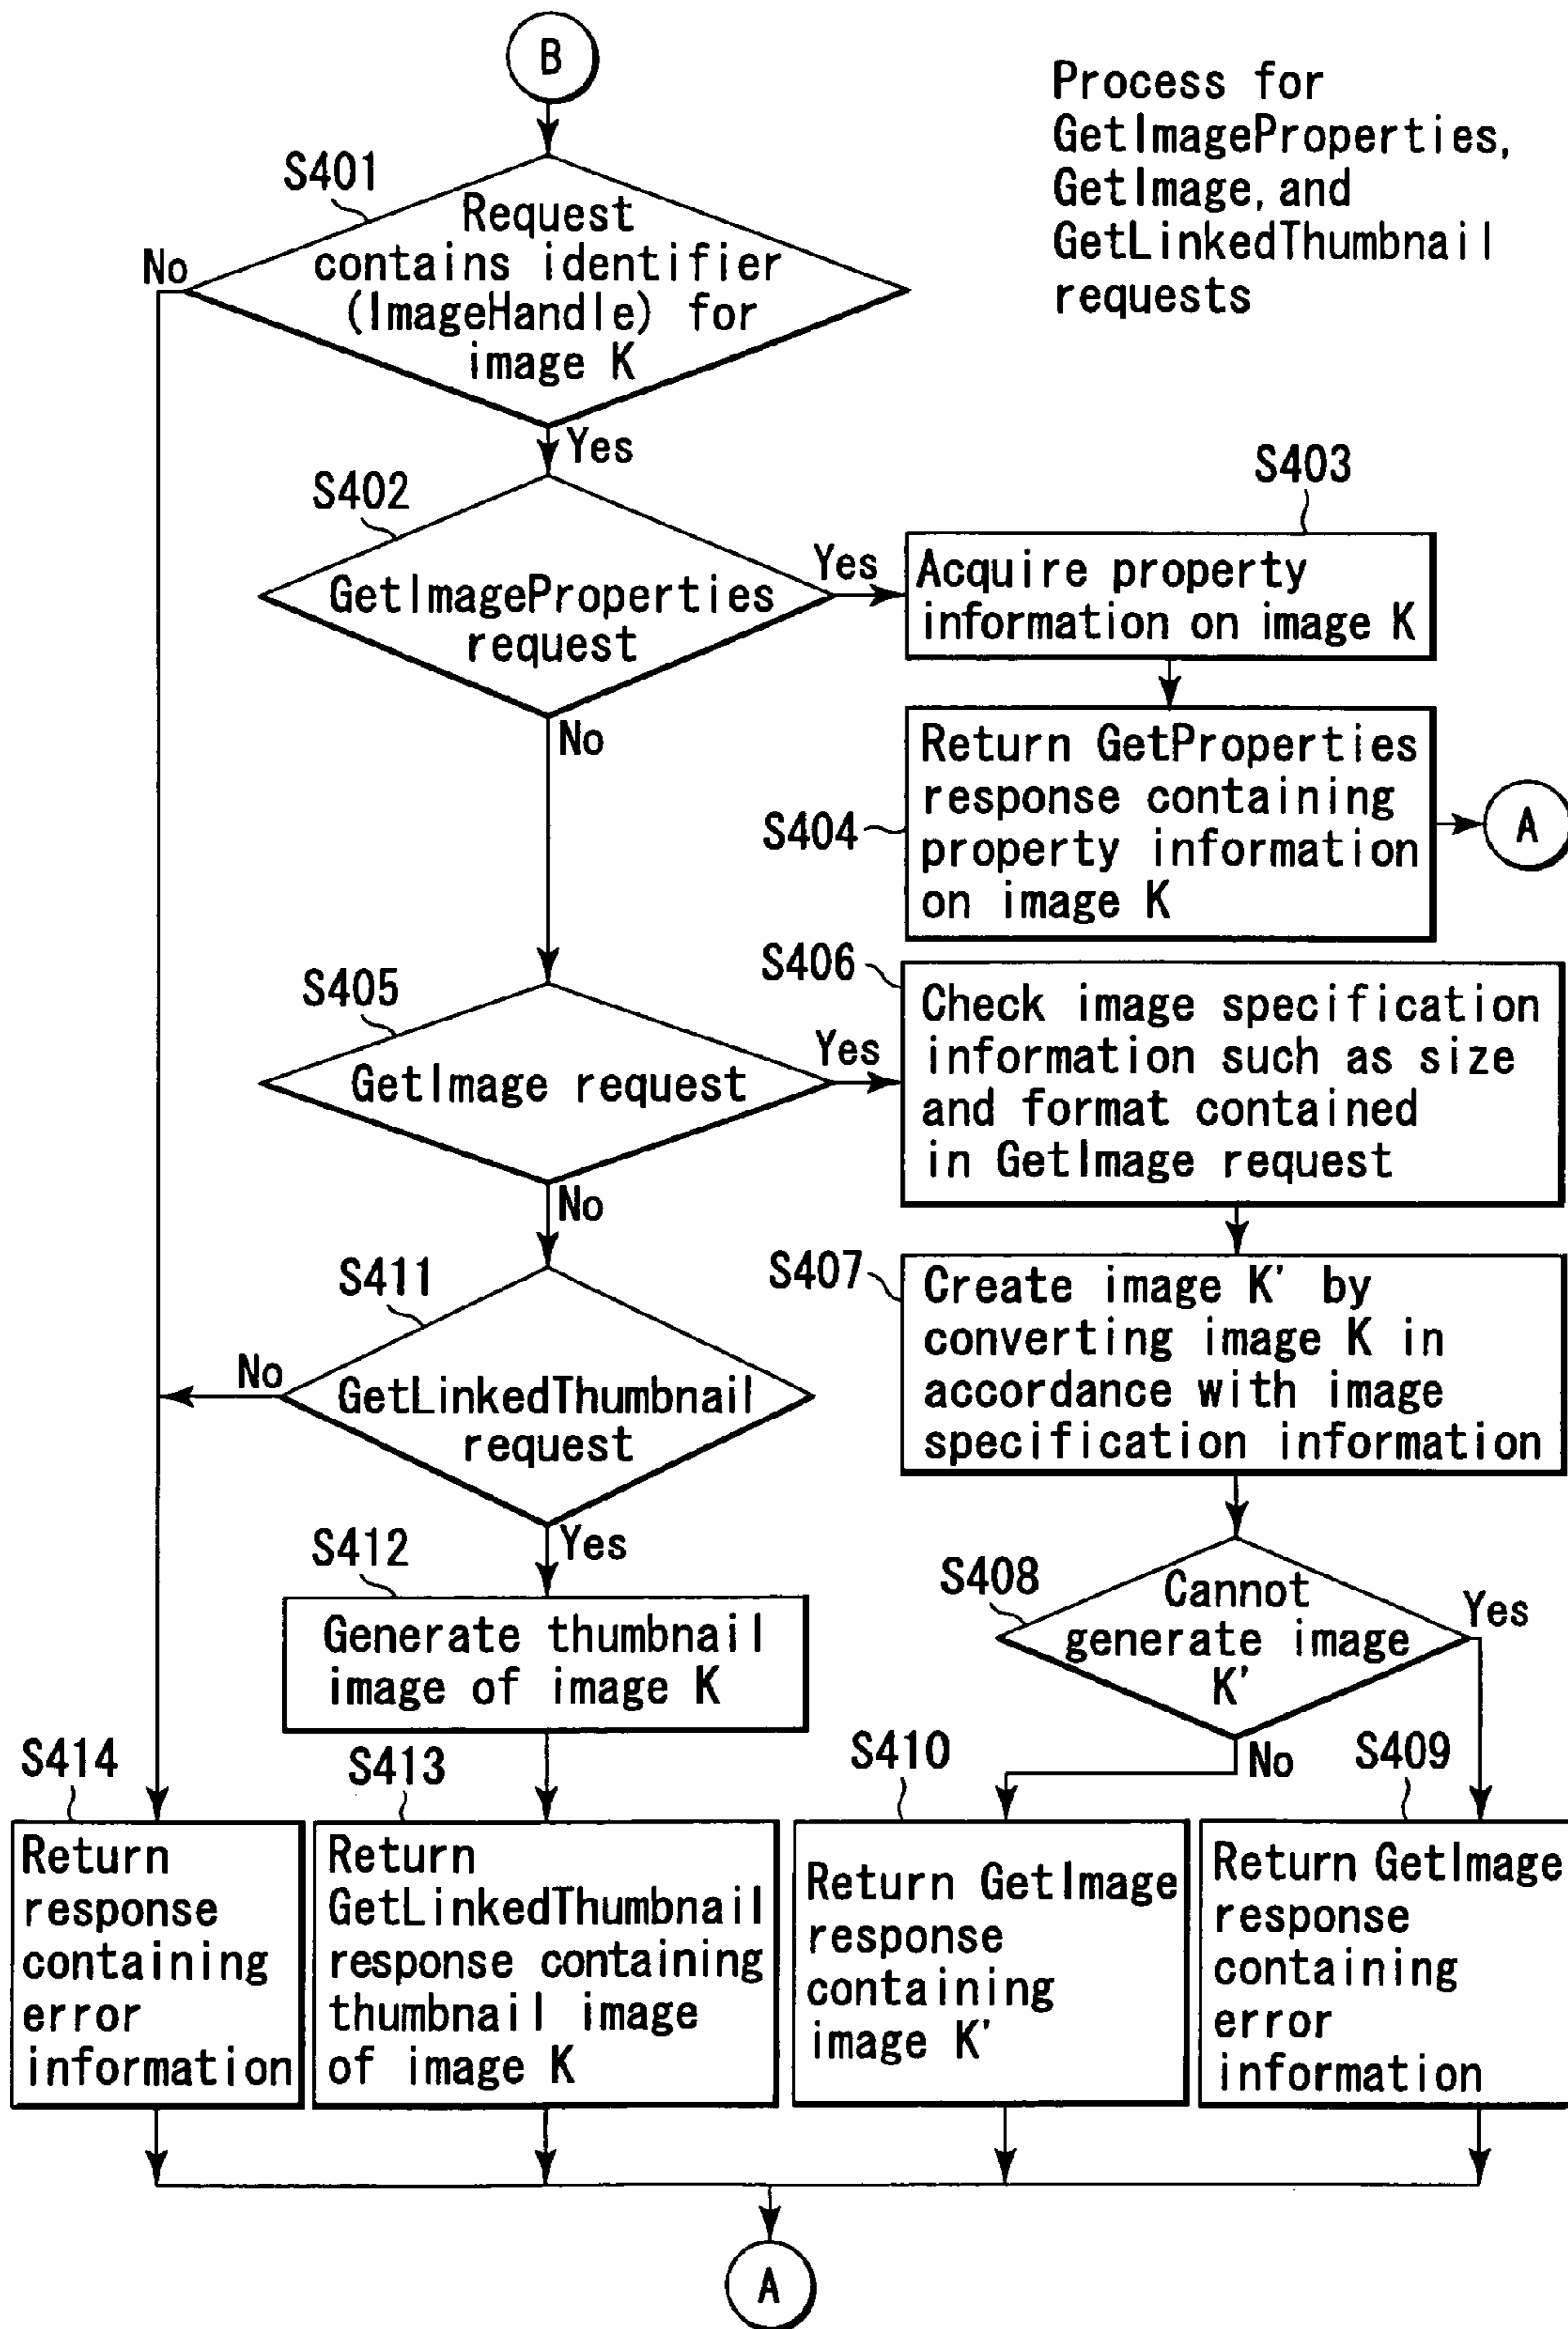 B
Process for
GetImageProperties,
GetImage, and
GetLinkedThumbnail
requests
S401
Request
contains identifier
(ImageHandle) for
image K
No
Yes
S402
GetImageProperties
request
Yes
No
S403
Acquire property
information on image K
S404
Return GetProperties
response containing
property information
on image K
A
S405
GetImage request
Yes
No
S406
Check image specification
information such as size
and format contained
in GetImage request
S407
Create image K' by
converting image K in
accordance with image
specification information
S411
GetLinkedThumbnail
request
No
Yes
S408
Cannot
generate image
K'
Yes
No
S412
Generate thumbnail
image of image K
S414
Return
response
containing
error
information
S413
Return
GetLinkedThumbnail
response containing
thumbnail image
of image K
S410
Return GetImage
response
containing
image K'
S409
Return GetImage
response
containing
error
information
A